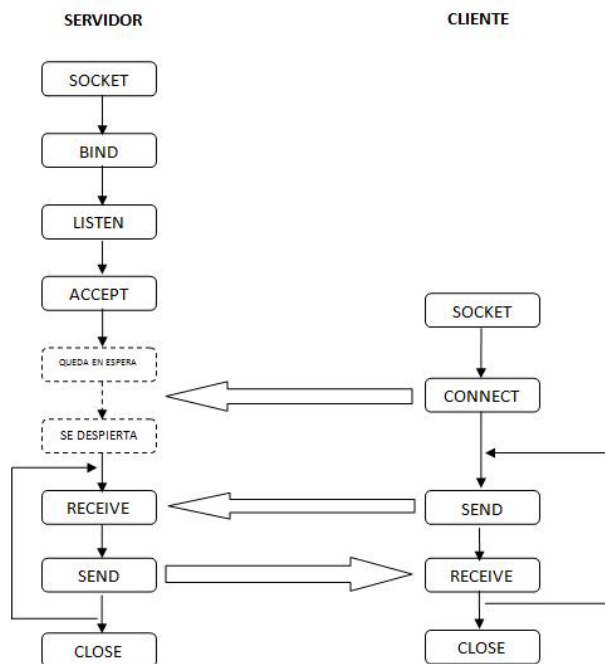 SERVIDOR
CLIENTE
SOCKET
BIND
LISTEN
ACCEPT
QUEDA EN ESPERA
SE DESPIERTA
RECEIVE
SEND
CLOSE
SOCKET
CONNECT
SEND
RECEIVE
CLOSE